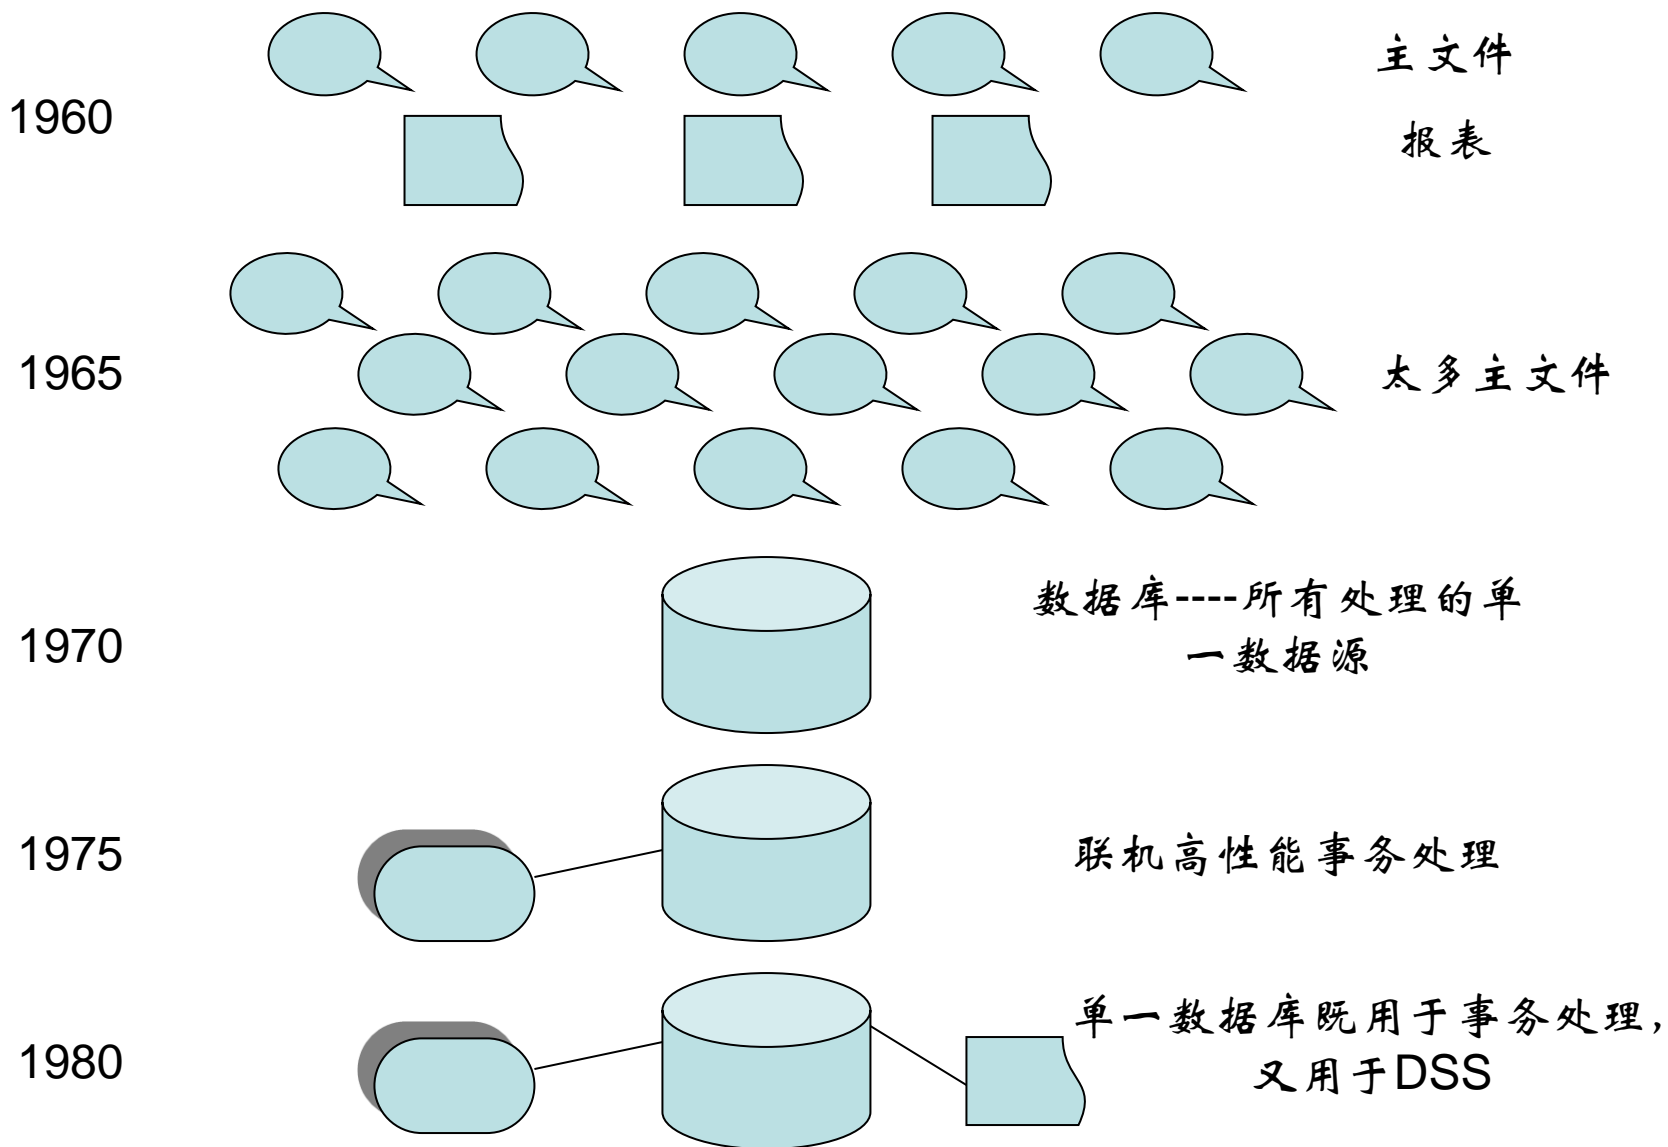 主文件
1960
报表
1965
太多主文件
数据库----所有处理的单
一数据源
1970
1975
联机高性能事务处理
单一数据库既用于事务处理，
1980
又用于DSS